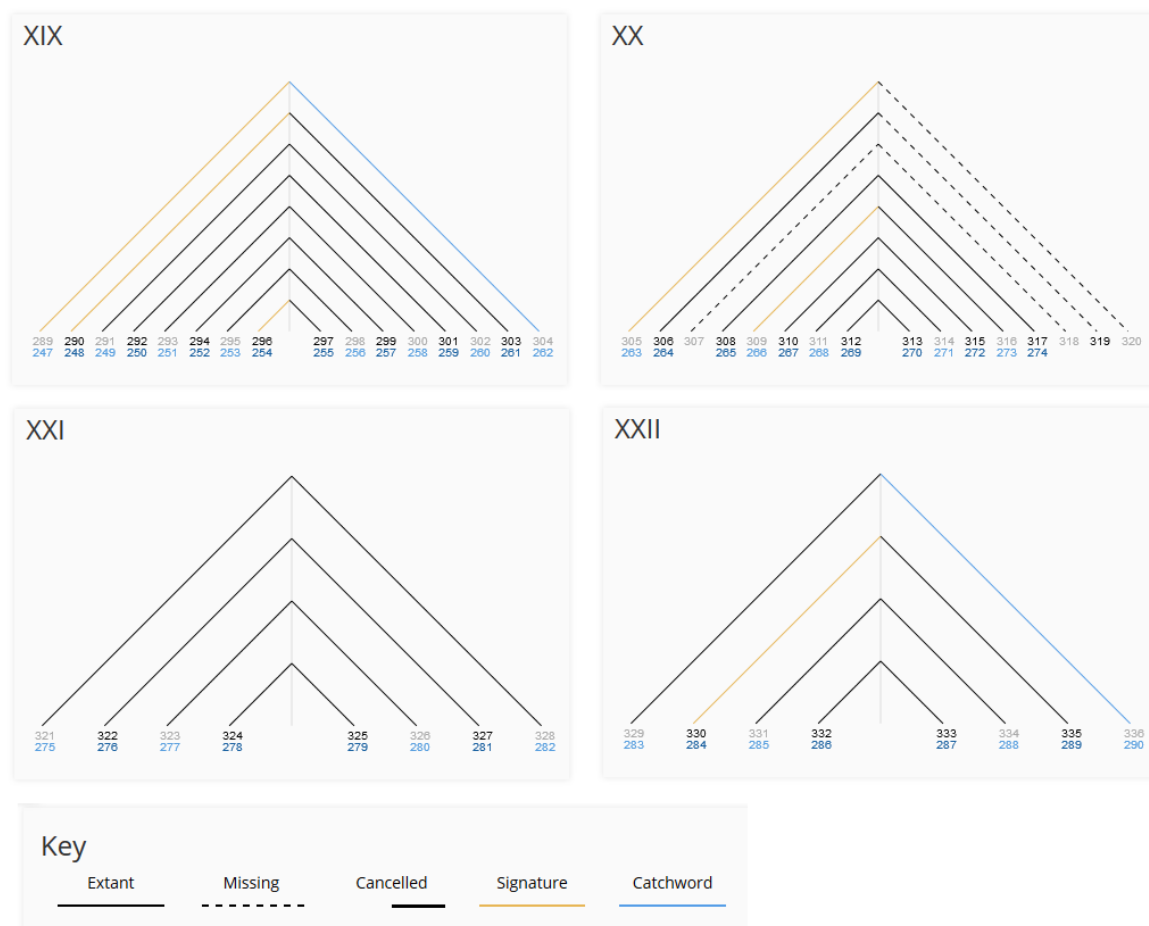 XIX
289 290 291 292 293 294 295 296 297 298 299 300 301 302 303 304
247 248 249 250 251 252 253 254 255 256 257 258 259 260 261 262
XX
305 306 307 308 309 310 311 312 313 314 315 316 317 318 319 320
263 264 265 266 267 268 269 270 271 272 273 274
XXI
321 322 323 324 325 326 327 328
275 276 277 278 279 280 281 282
XXII
329 330 331 332 333 334 335 336
283 284 285 286 287 288 289 290
Key
Extant Missing Cancelled Signature Catchword